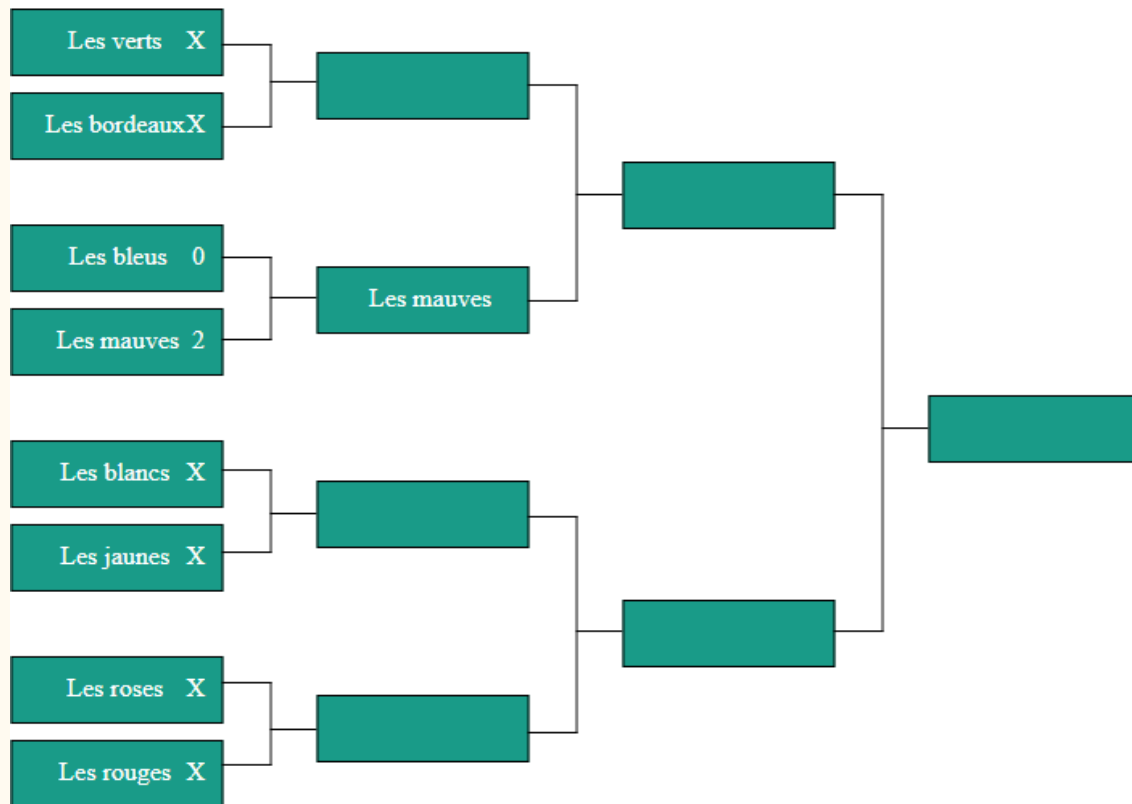 Les verts X
Les bordeauxX
Les bleus 0
Les mauves 2
Les mauves
Les blancs X
Les jaunes X
Les roses X
Les rouges X